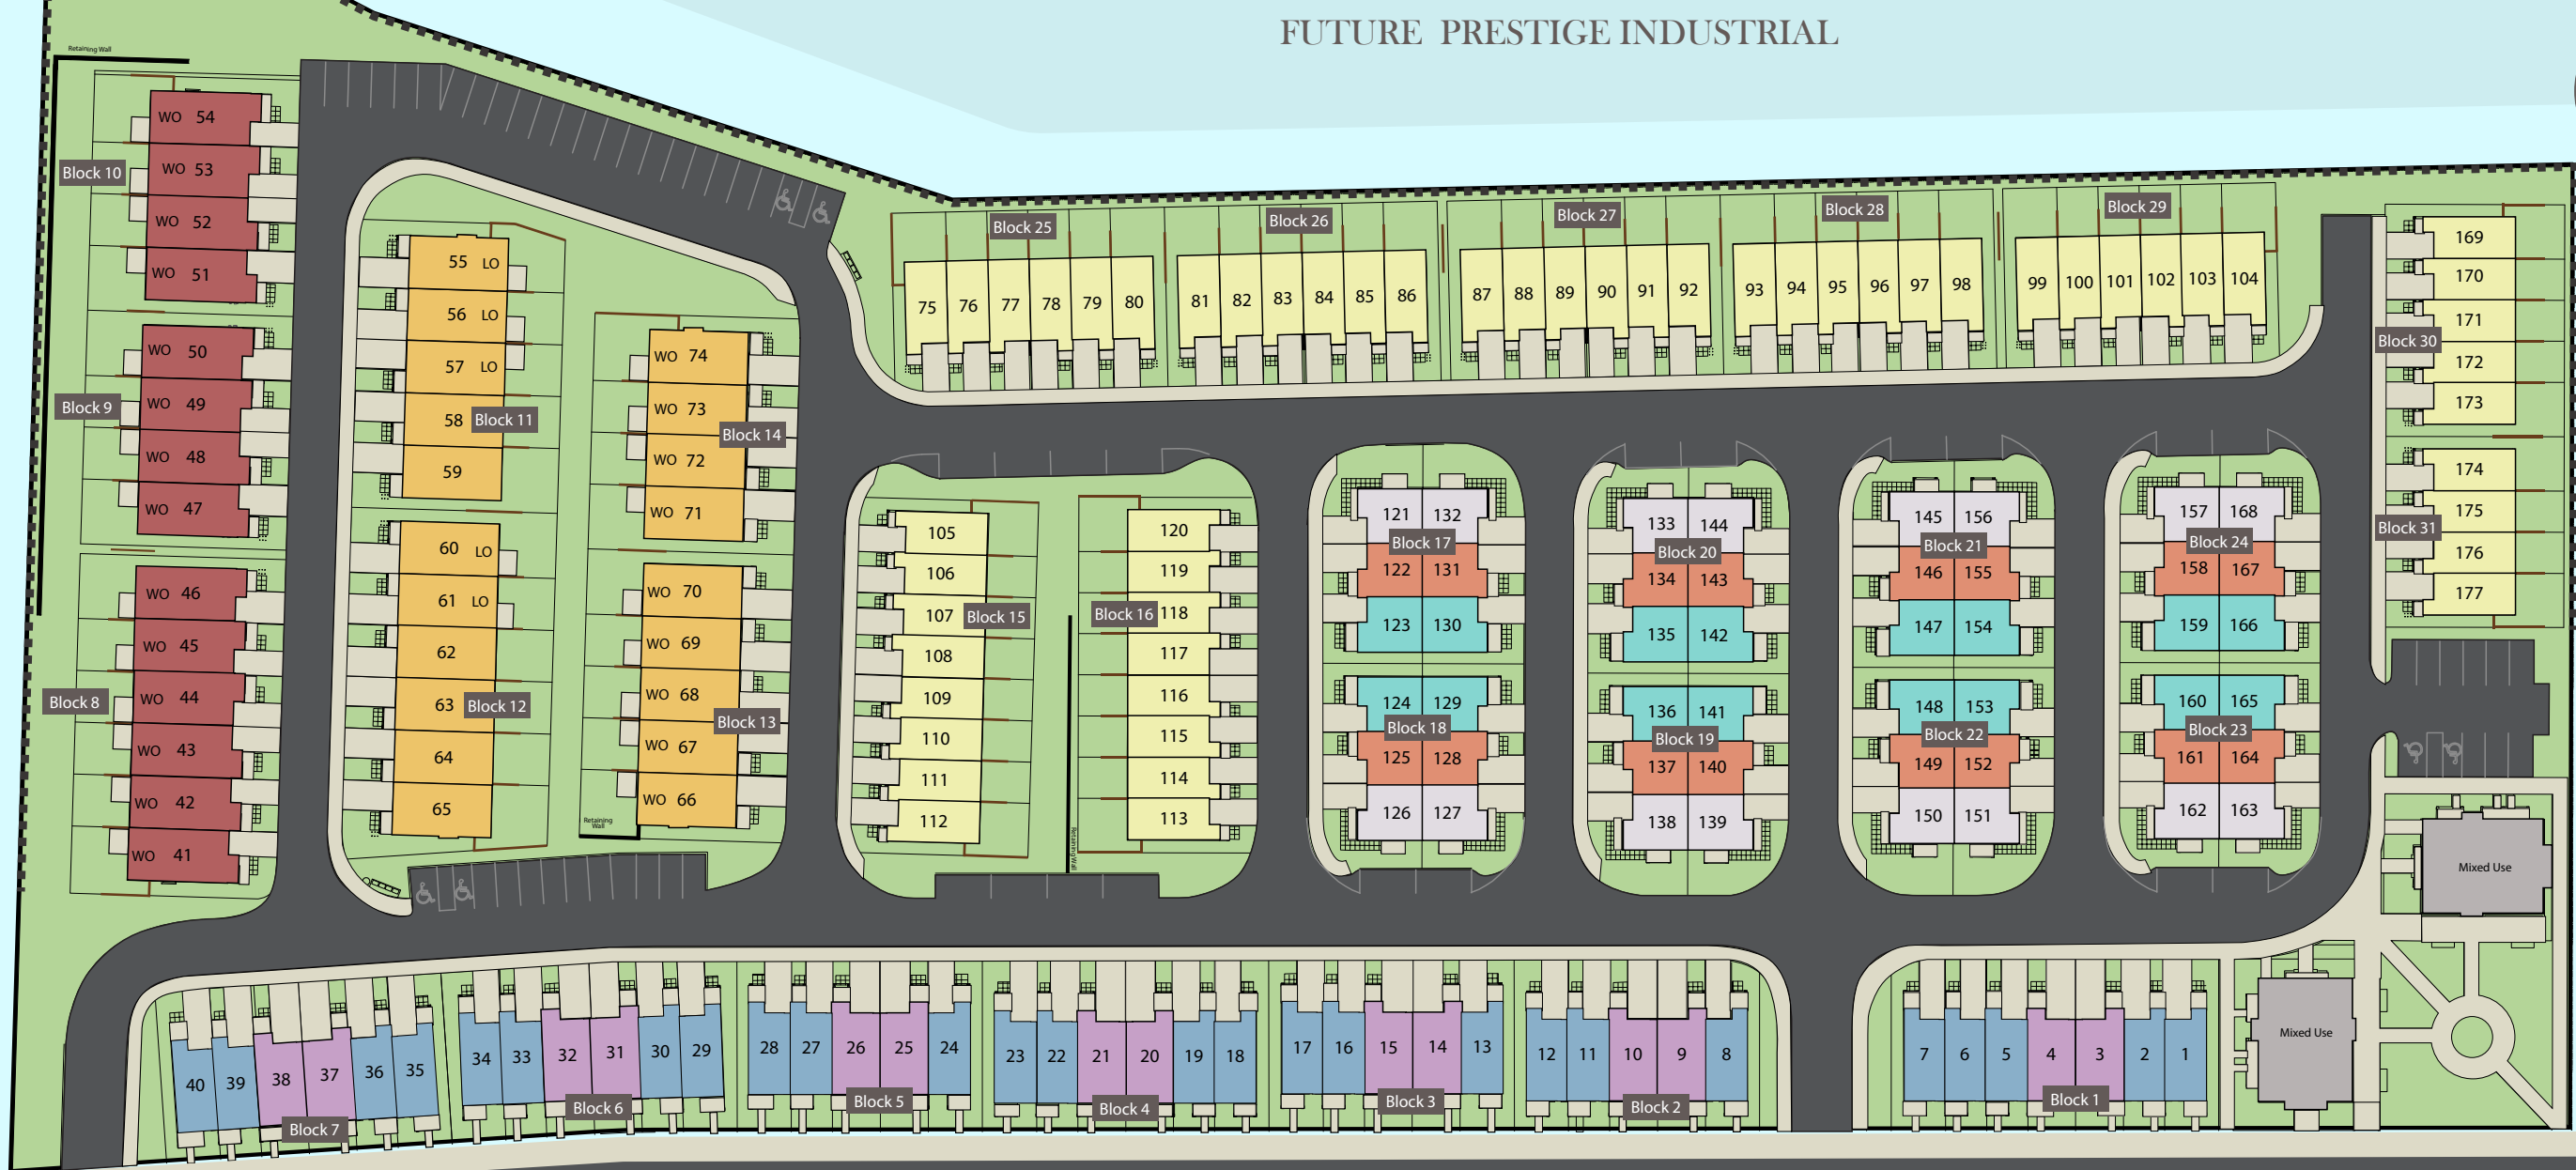 FUTURE PRESTIGE INDUSTRIAL
Retaining Wall
WO 54
WO 53
Block 10
WO 52
WO 51
WO 50
WO 49
Block 9
WO 48
WO 47
WO 46
WO 45
WO 44
Block 8
WO 43
WO 42
WO 41
55 LO
56 LO
57 LO
58
Block 11
59
60 LO
61 LO
62
63
Block 12
64
65
WO 74
WO 73
Block 14
WO 72
WO 71
WO 70
WO 69
WO 68
Block 13
WO 67
WO 66
Retaining
Wall
Block 25
75 76 77 78 79 80
Block 26
81 82 83 84 85 86
Block 27
87 88 89 90 91 92
Block 28
93 94 95 96 97 98
Block 29
99 100 101 102 103 104
169
170
171
Block 30
172
173
174
175
Block 31
176
177
105
106
107
Block 15
108
109
110
111
112
120
119
Block 16
118
117
116
115
114
113
Retaining Wall
121 132
Block 17
122 131
123 130
124 129
Block 18
125 128
126 127
133 144
Block 20
134 143
135 142
136 141
Block 19
137 140
138 139
145 156
Block 21
146 155
147 154
148 153
Block 22
149 152
150 151
157 168
Block 24
158 167
159 166
160 165
Block 23
161 164
162 163
Mixed Use
Mixed Use
40 39 38 37 36 35
Block 7
34 33 32 31 30 29
Block 6
28 27 26 25 24
Block 5
23 22 21 20 19 18
Block 4
17 16 15 14 13
Block 3
12 11 10 9 8
Block 2
7 6 5 4 3 2 1
Block 1